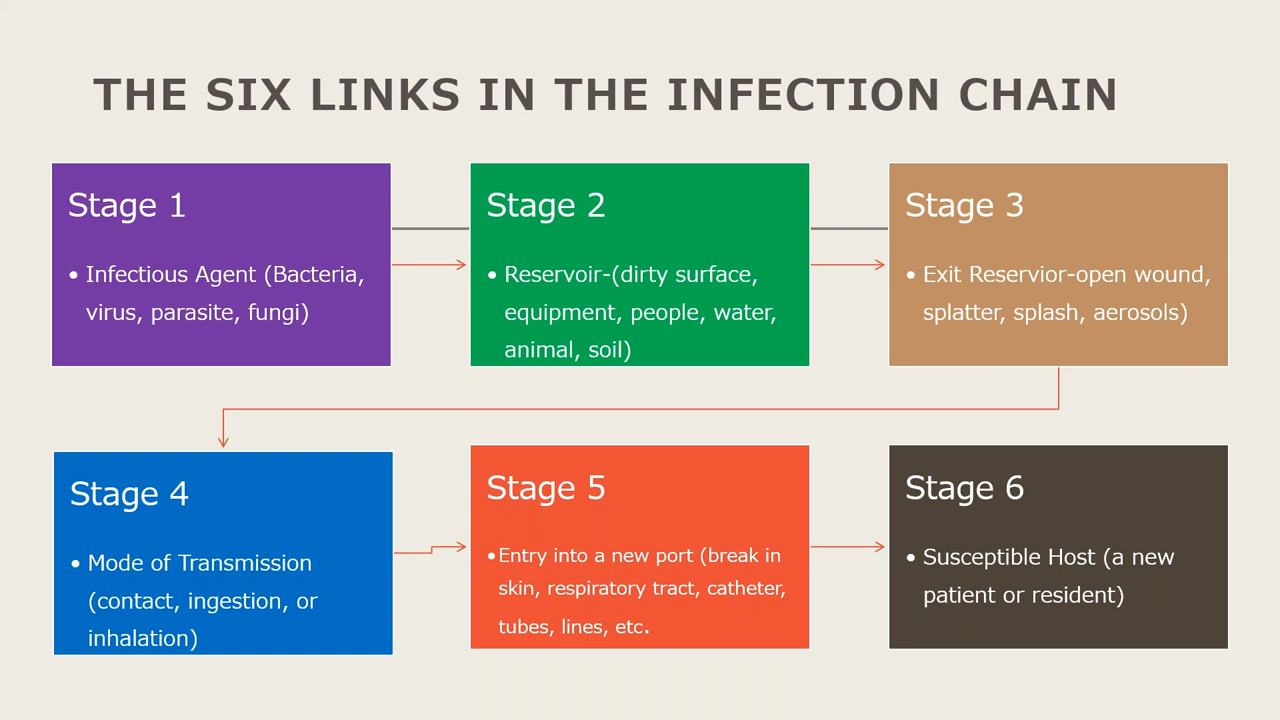 THE SIX LINKS IN THE INFECTION CHAIN
Stage 1
• Infectious Agent (Bacteria,
virus, parasite, fungi)
Stage 2
• Reservoir-(dirty surface,
equipment, people, water,
animal, soil)
Stage 3
• Exit Reservior-open wound,
splatter, splash, aerosols)
Stage 4
• Mode of Transmission
(contact, ingestion, or
inhalation)
Stage 5
•Entry into a new port (break in
skin, respiratory tract, catheter,
tubes, lines, etc.
Stage 6
• Susceptible Host (a new
patient or resident)